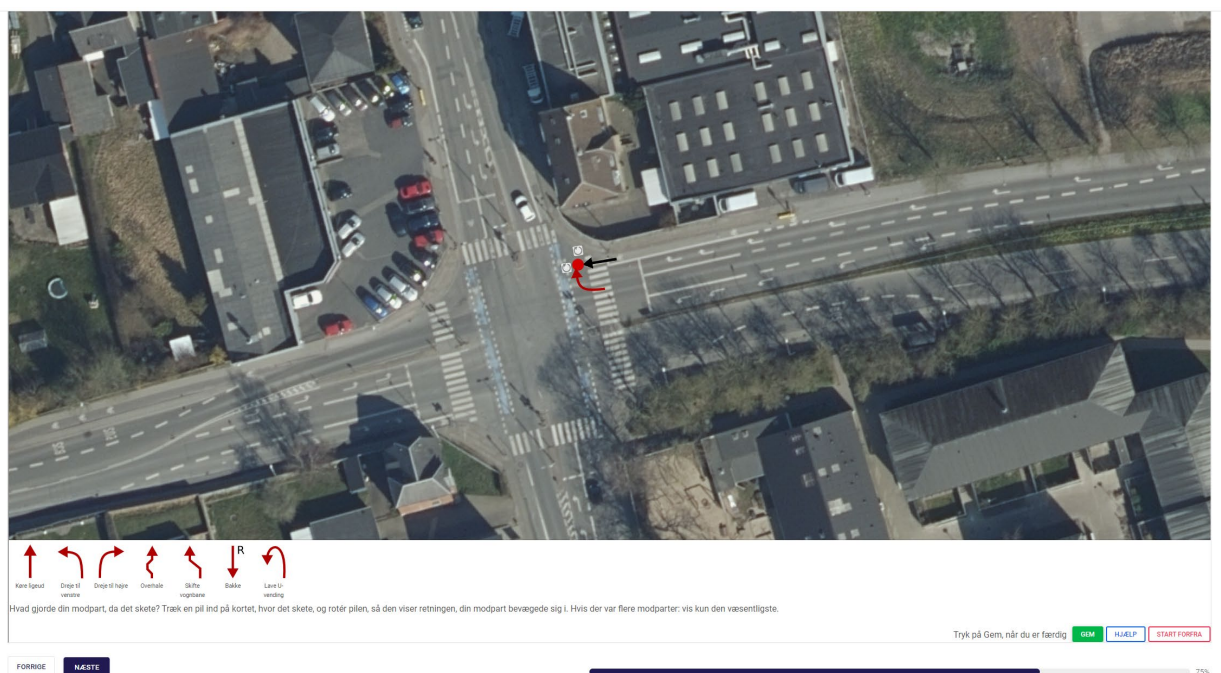 R
Køre ligeud
Dreje til venstre
Dreje til højre
Overhale
Skifte vognbane
Bakke
Lave U-vending
Hvad gjorde din modpart, da det skete? Træk en pil ind på kortet, hvor det skete, og rotér pilen, så den viser retningen, din modpart bevægede sig i. Hvis der var flere modparter: vis kun den væsentligste.
Tryk på Gem, når du er færdig GEM HJÆLP START FORFRA
FORRIGE NÆSTE 75%